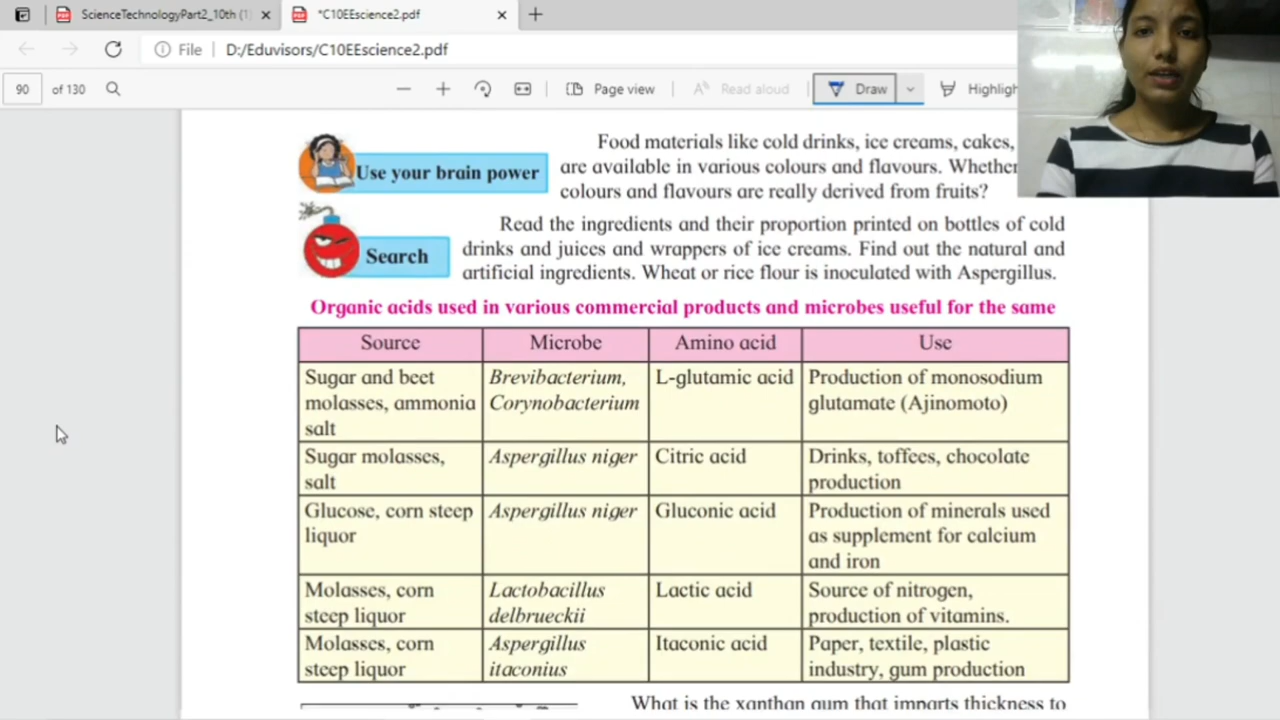 ScienceTechnologyPart2_10th (1)
*C10EEscience2.pdf
File D:/Eduvisors/C10EEscience2.pdf
90 of 130 Page view Read aloud Draw Highligh
Use your brain power
Food materials like cold drinks, ice creams, cakes,
are available in various colours and flavours. Whether
colours and flavours are really derived from fruits?
Search
Read the ingredients and their proportion printed on bottles of cold
drinks and juices and wrappers of ice creams. Find out the natural and
artificial ingredients. Wheat or rice flour is inoculated with Aspergillus.
Organic acids used in various commercial products and microbes useful for the same
Source Microbe Amino acid Use
Sugar and beet Brevibacterium, L-glutamic acid Production of monosodium
molasses, ammonia Corynobacterium glutamate (Ajinomoto)
salt
Sugar molasses, Aspergillus niger Citric acid Drinks, toffees, chocolate
salt production
Glucose, corn steep Aspergillus niger Gluconic acid Production of minerals used
liquor as supplement for calcium
and iron
Molasses, corn Lactobacillus Lactic acid Source of nitrogen,
steep liquor delbrueckii production of vitamins.
Molasses, corn Aspergillus Itaconic acid Paper, textile, plastic
steep liquor itaconius industry, gum production
What is the xanthan gum that imparts thickness to